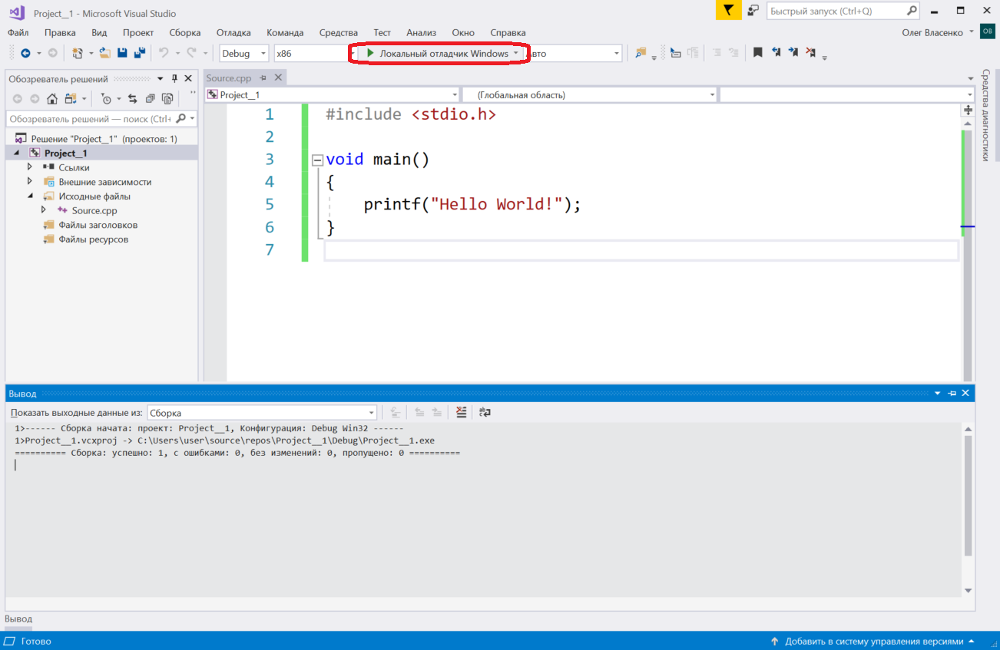 Project__1 - Microsoft Visual Studio
Быстрый запуск (Ctrl+Q)
Файл Правка Вид Проект Сборка Отладка Команда Средства Тест Анализ Окно Справка
Олег Власенко
ОВ
Debug x86 Локальный отладчик Windows
Обозреватель решений
Обозреватель решений — поиск (Ctrl+
Решение "Project__1" (проектов: 1)
Project__1
Ссылки
Внешние зависимости
Исходные файлы
Source.cpp
Файлы заголовков
Файлы ресурсов
Source.cpp
Project__1 (Глобальная область)
1 #include <stdio.h>
2
3 void main()
4 {
5 printf("Hello World!");
6 }
7
Средства диагностики
Вывод
Показать выходные данные из: Сборка
1>------ Сборка начата: проект: Project__1, Конфигурация: Debug Win32 ------
1>Project__1.vcxproj -> C:\Users\user\source\repos\Project__1\Debug\Project__1.exe
========== Сборка: успешно: 1, с ошибками: 0, без изменений: 0, пропущено: 0 ==========
Вывод
Готово
Добавить в систему управления версиями